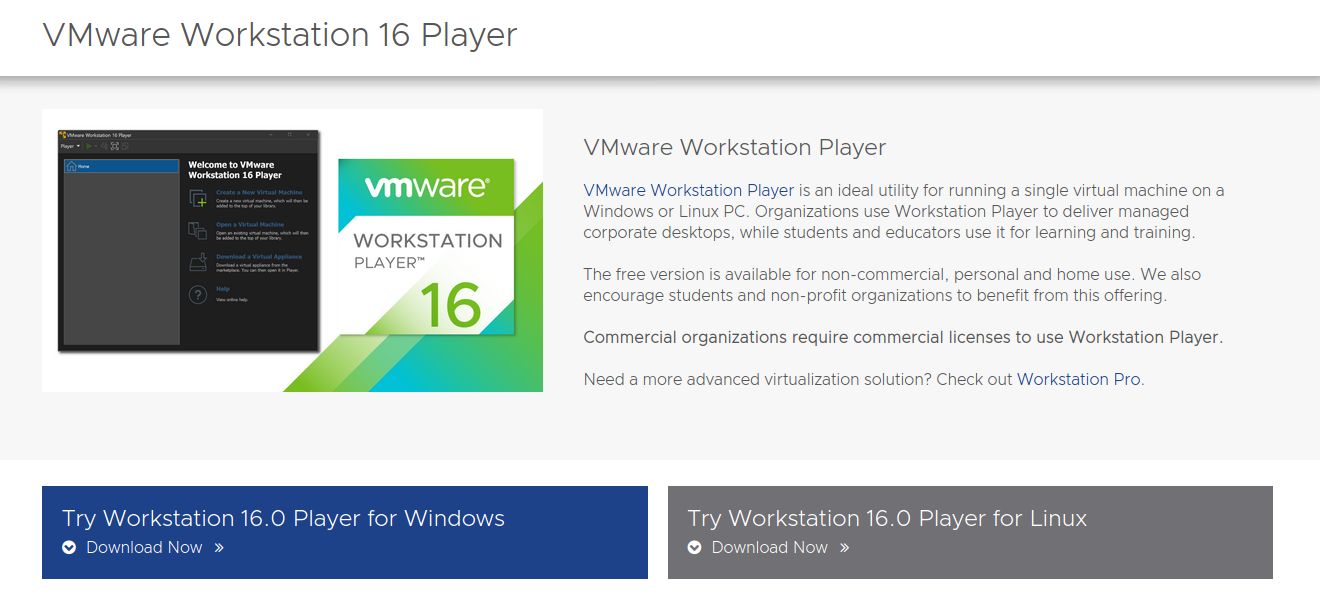 VMware Workstation 16 Player
VMware Workstation 16 Player
Player
Home
Welcome to VMware
Workstation 16 Player
Create a New Virtual Machine
Create a new virtual machine, which will then be
added to the top of your library.
Open a Virtual Machine
Open an existing virtual machine, which will then
be added to the top of your library.
Download a Virtual Appliance
Download a virtual appliance from the
marketplace. You can then open it in Player.
Help
View online help.
vmware®
WORKSTATION
PLAYER™
16
VMware Workstation Player
VMware Workstation Player is an ideal utility for running a single virtual machine on a
Windows or Linux PC. Organizations use Workstation Player to deliver managed
corporate desktops, while students and educators use it for learning and training.
The free version is available for non-commercial, personal and home use. We also
encourage students and non-profit organizations to benefit from this offering.
Commercial organizations require commercial licenses to use Workstation Player.
Need a more advanced virtualization solution? Check out Workstation Pro.
Try Workstation 16.0 Player for Windows
Download Now »
Try Workstation 16.0 Player for Linux
Download Now »